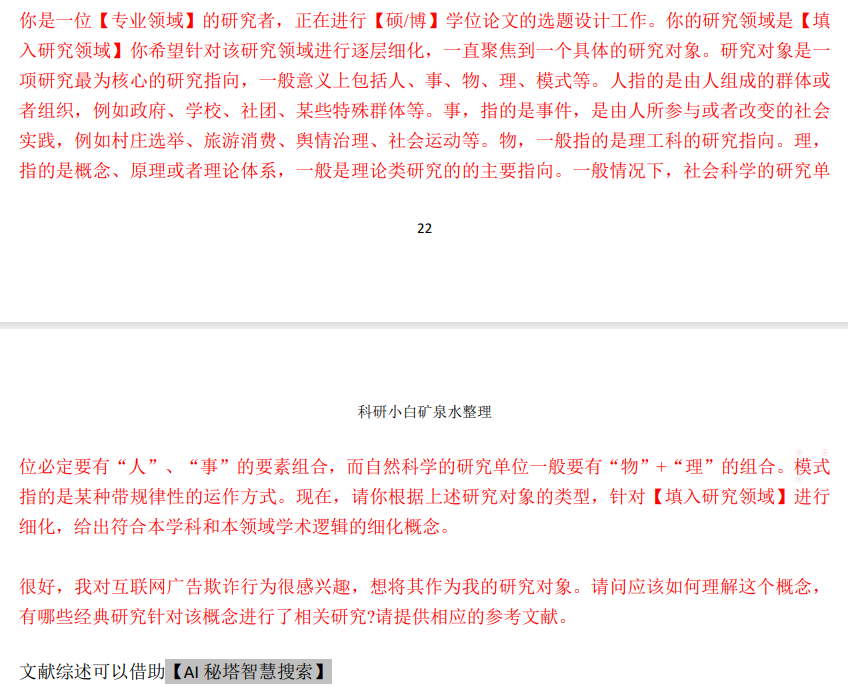 你是一位【专业领域】的研究者，正在进行【硕/博】学位论文的选题设计工作。你的研究领域是【填
入研究领域】你希望针对该研究领域进行逐层细化，一直聚焦到一个具体的研究对象。研究对象是一
项研究最为核心的研究指向，一般意义上包括人、事、物、理、模式等。人指的是由人组成的群体或
者组织，例如政府、学校、社团、某些特殊群体等。事，指的是事件，是由人所参与或者改变的社会
实践，例如村庄选举、旅游消费、舆情治理、社会运动等。物，一般指的是理工科的研究指向。理，
指的是概念、原理或者理论体系，一般是理论类研究的的主要指向。一般情况下，社会科学的研究单
22
科研小白矿泉水整理
位必定要有“人”、“事”的要素组合，而自然科学的研究单位一般要有“物”+“理”的组合。模式
指的是某种带规律性的运作方式。现在，请你根据上述研究对象的类型，针对【填入研究领域】进行
细化，给出符合本学科和本领域学术逻辑的细化概念。
很好，我对互联网广告欺诈行为很感兴趣，想将其作为我的研究对象。请问应该如何理解这个概念，
有哪些经典研究针对该概念进行了相关研究?请提供相应的参考文献。
文献综述可以借助【AI 秘塔智慧搜索】